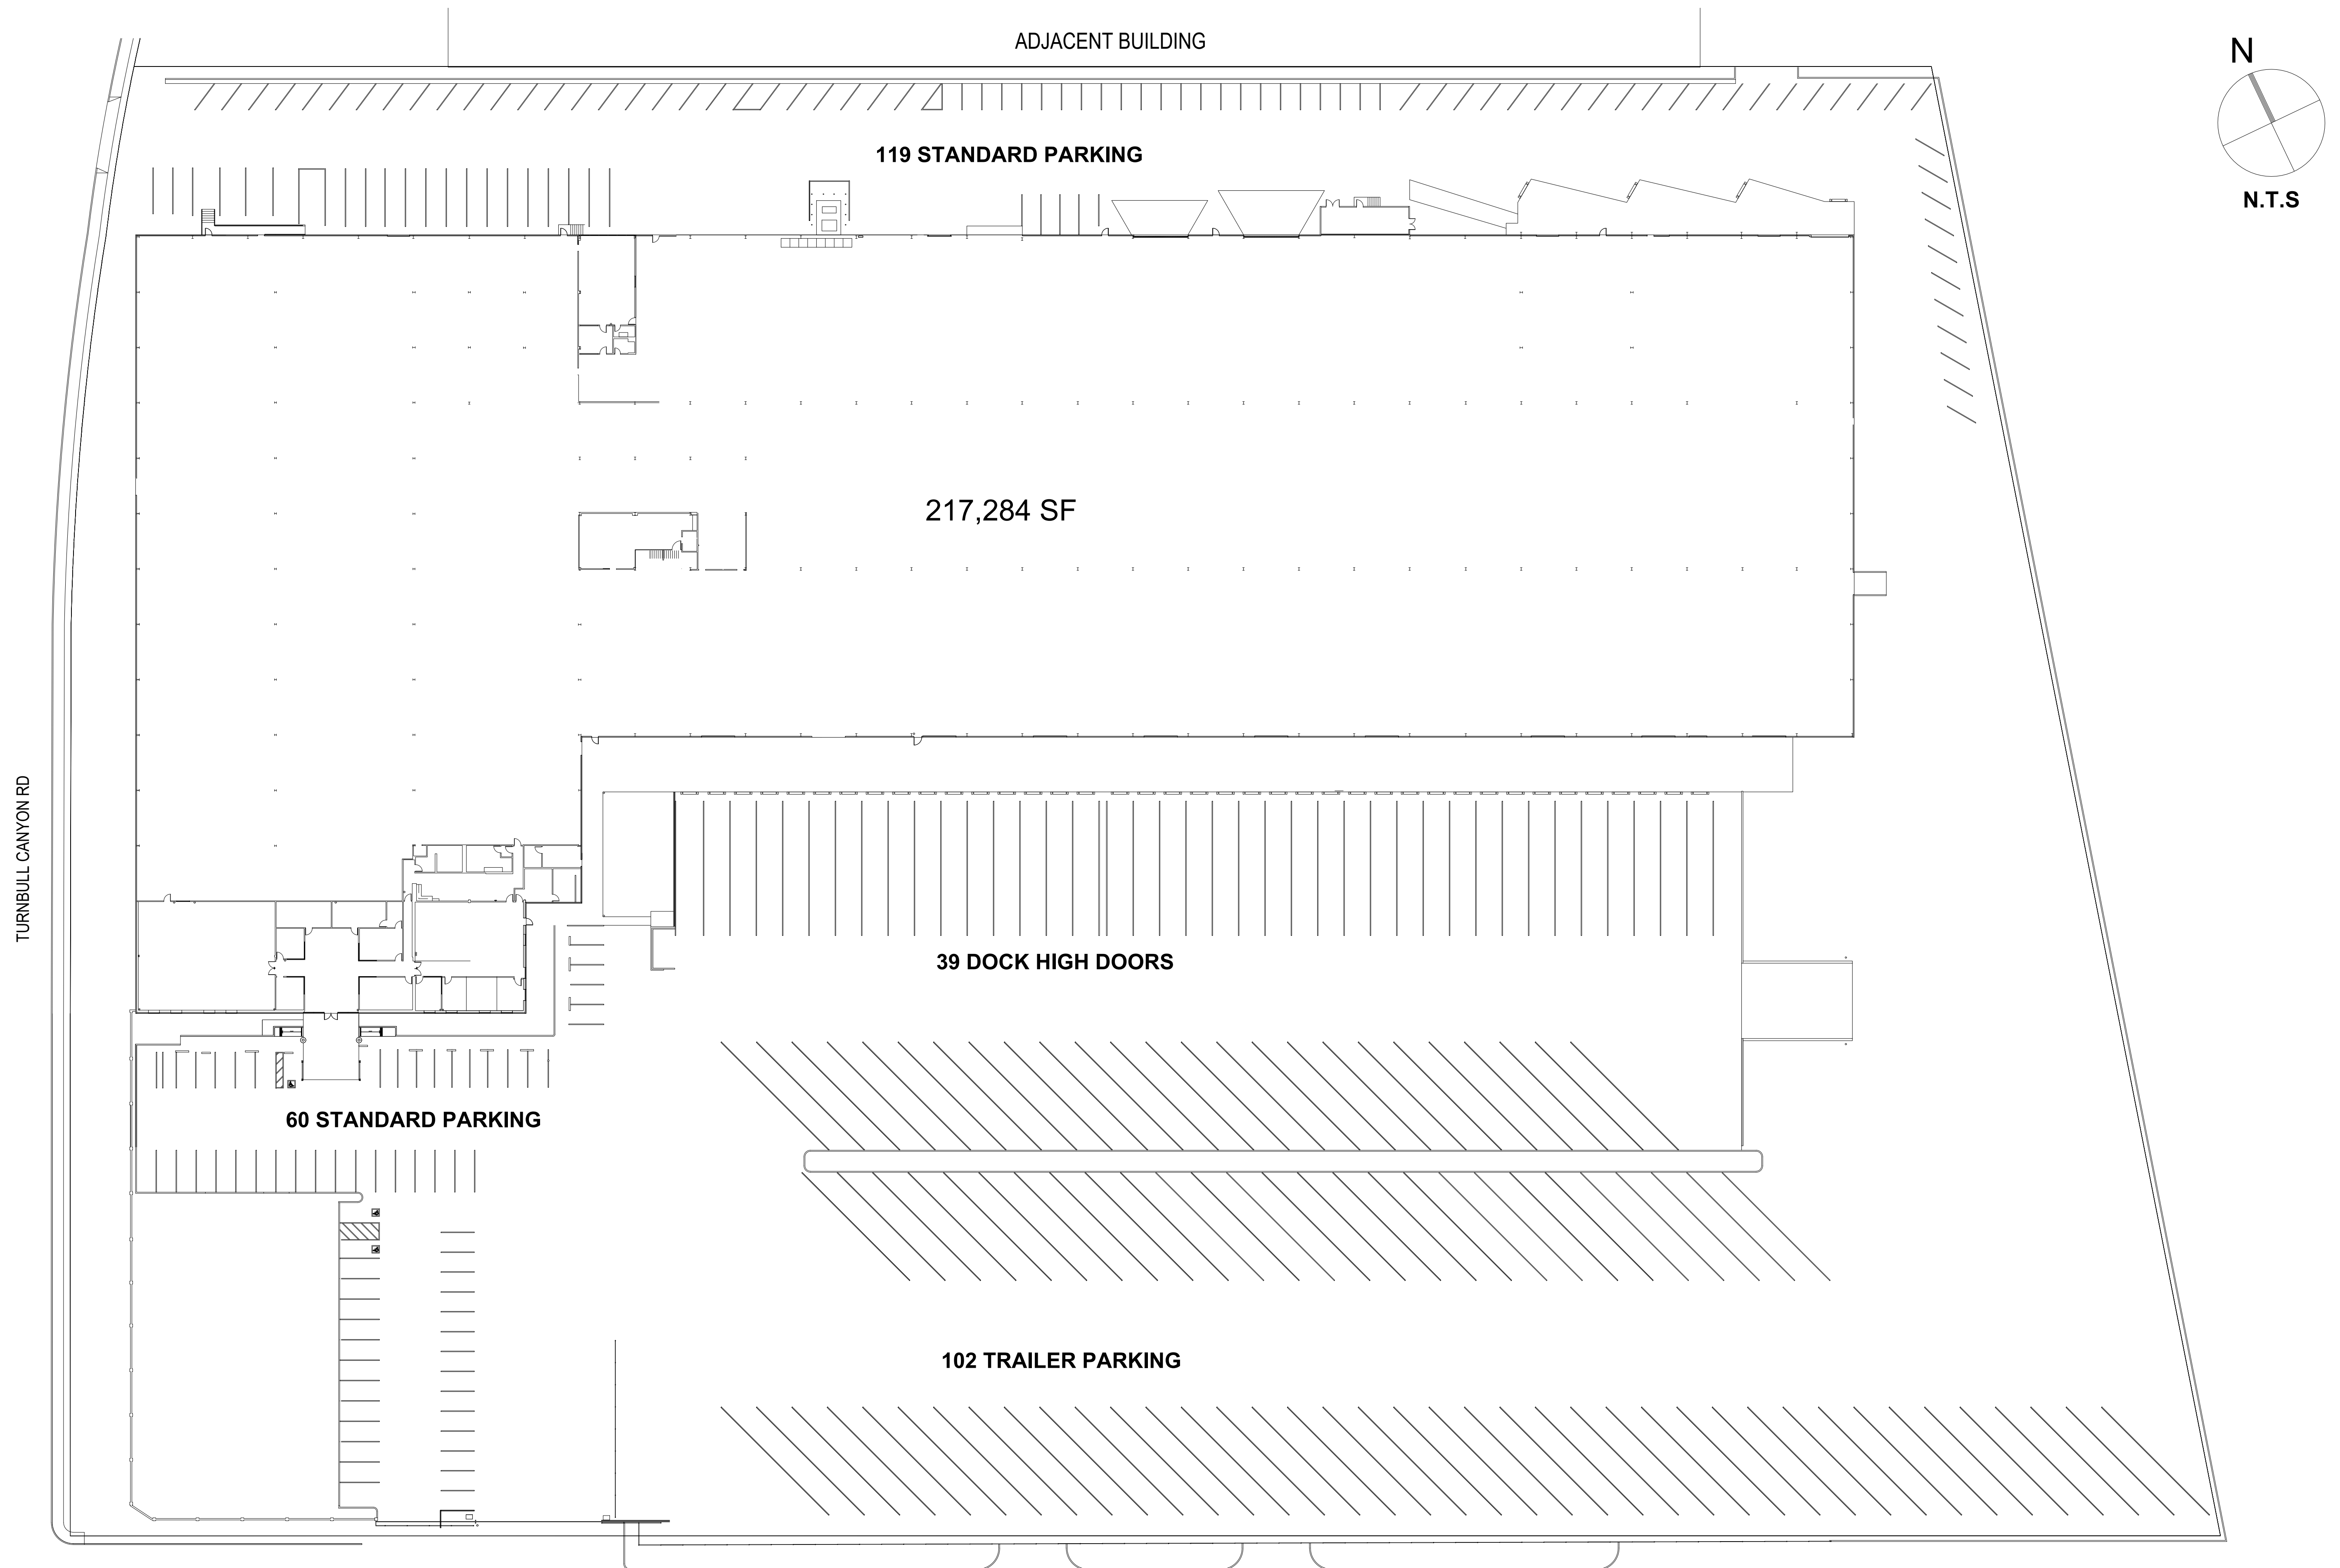 ADJACENT BUILDING
N
119 STANDARD PARKING
N.T.S
217,284 SF
TURNBULL CANYON RD
39 DOCK HIGH DOORS
60 STANDARD PARKING
102 TRAILER PARKING